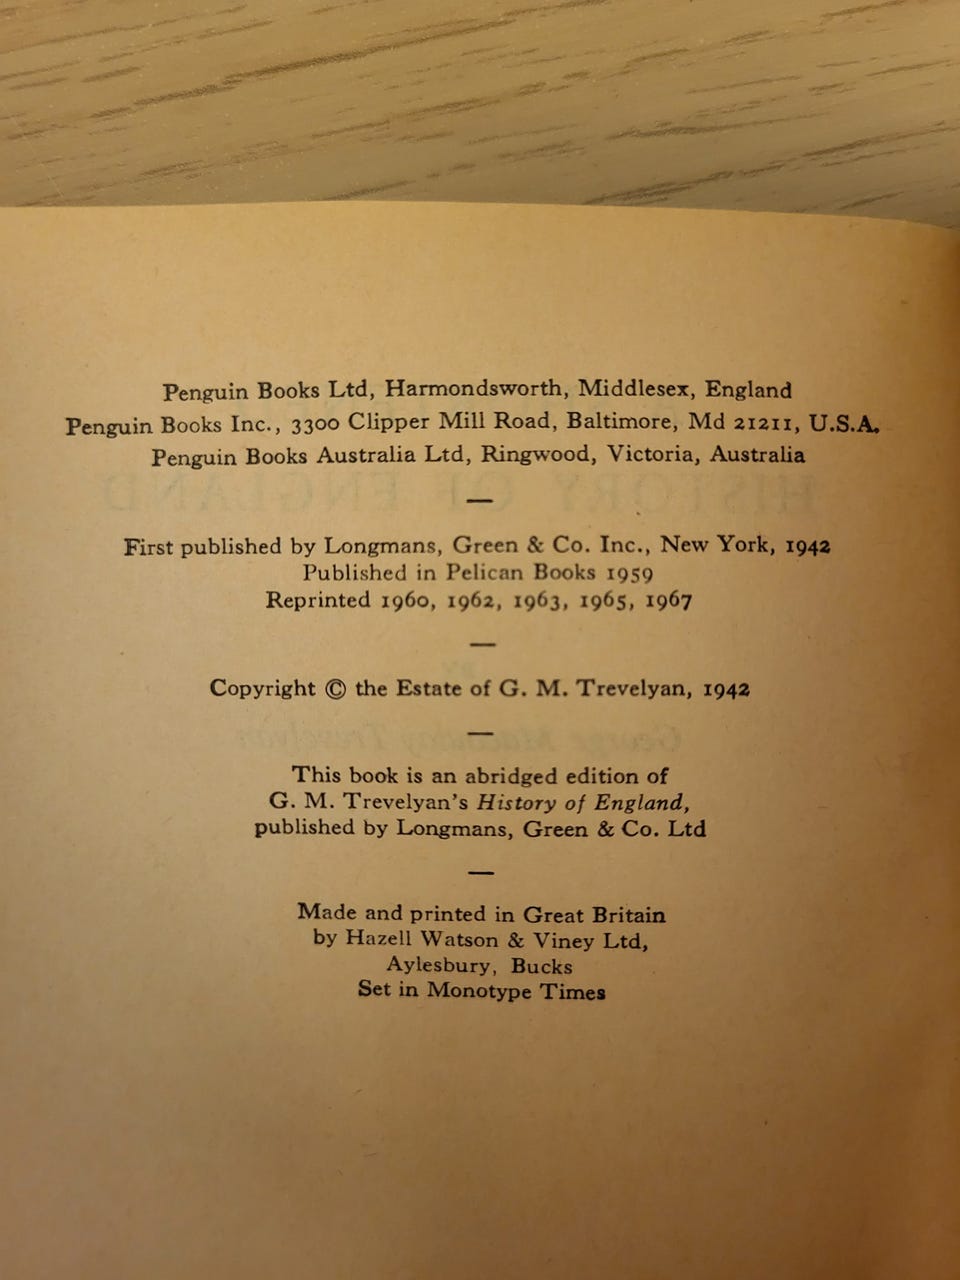 Penguin Books Ltd, Harmondsworth, Middlesex, England
Penguin Books Inc., 3300 Clipper Mill Road, Baltimore, Md 21211, U.S.A.
Penguin Books Australia Ltd, Ringwood, Victoria, Australia
—
First published by Longmans, Green & Co. Inc., New York, 1942
Published in Pelican Books 1959
Reprinted 1960, 1962, 1963, 1965, 1967
—
Copyright © the Estate of G. M. Trevelyan, 1942
—
This book is an abridged edition of
G. M. Trevelyan's History of England,
published by Longmans, Green & Co. Ltd
—
Made and printed in Great Britain
by Hazell Watson & Viney Ltd,
Aylesbury, Bucks
Set in Monotype Times